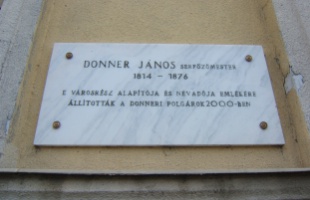 DONNER JÁNOS SERFŐZŐMESTER
1814 - 1876
E VÁROSRÉSZ ALAPÍTÓJA ÉS NÉVADÓJA EMLÉKÉRE
ÁLLÍTOTTÁK A DONNERI POLGÁROK 2000-BEN